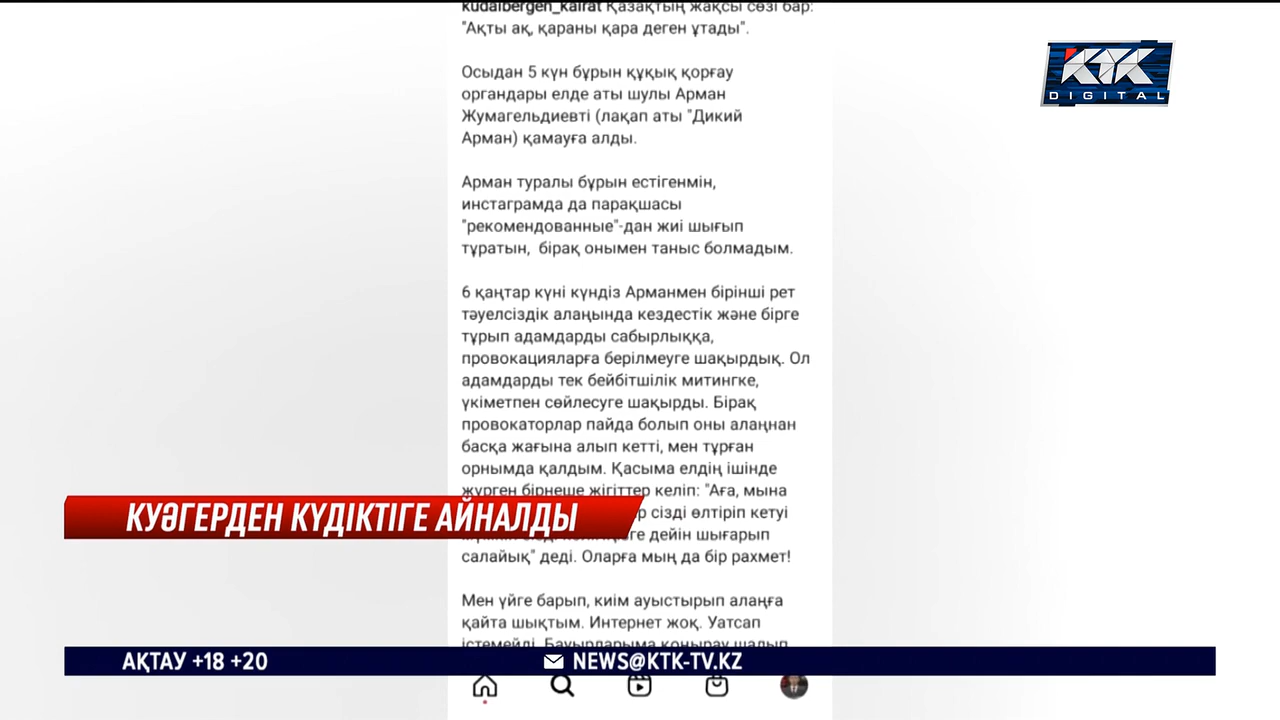 kudaibergen_kairat Қазақтың жақсы сөзі бар:
"Ақты ақ, қараны қара деген ұтады".
Осыдан 5 күн бұрын құқық қорғау
органдары елде аты шулы Арман
Жумагельдиевті (лақап аты "Дикий
Арман) қамауға алды.
Арман туралы бұрын естігенмін,
инстаграмда да парақшасы
"рекомендованные"-дан жиі шығып
тұратын, бірақ онымен таныс болмадым.
6 қаңтар күні күндіз Арманмен бірінші рет
тәуелсіздік алаңында кездестік және бірге
тұрып адамдарды сабырлыққа,
провокацияларға берілмеуге шақырдық. Ол
адамдарды тек бейбітшілік митингке,
үкіметпен сөйлесуге шақырды. Бірақ
провокаторлар пайда болып оны алаңнан
басқа жағына алып кетті, мен тұрған
орнымда қалдым. Қасыма елдің ішінде
жүрген бірнеше жігіттер келіп: "Аға, мына
сізді өлтіріп кетуі
дейін шығарып
салайық" деді. Оларға мың да бір рахмет!
Мен үйге барып, киім ауыстырып алаңға
қайта шықтым. Интернет жоқ. Уатсап
істемейді. Бауырларыма қоңырау шалып
КТК
DIGITAL
КУӘГЕРДЕН КҮДІКТІГЕ АЙНАЛДЫ
АҚТАУ +18 +20
NEWS@KTK-TV.KZ